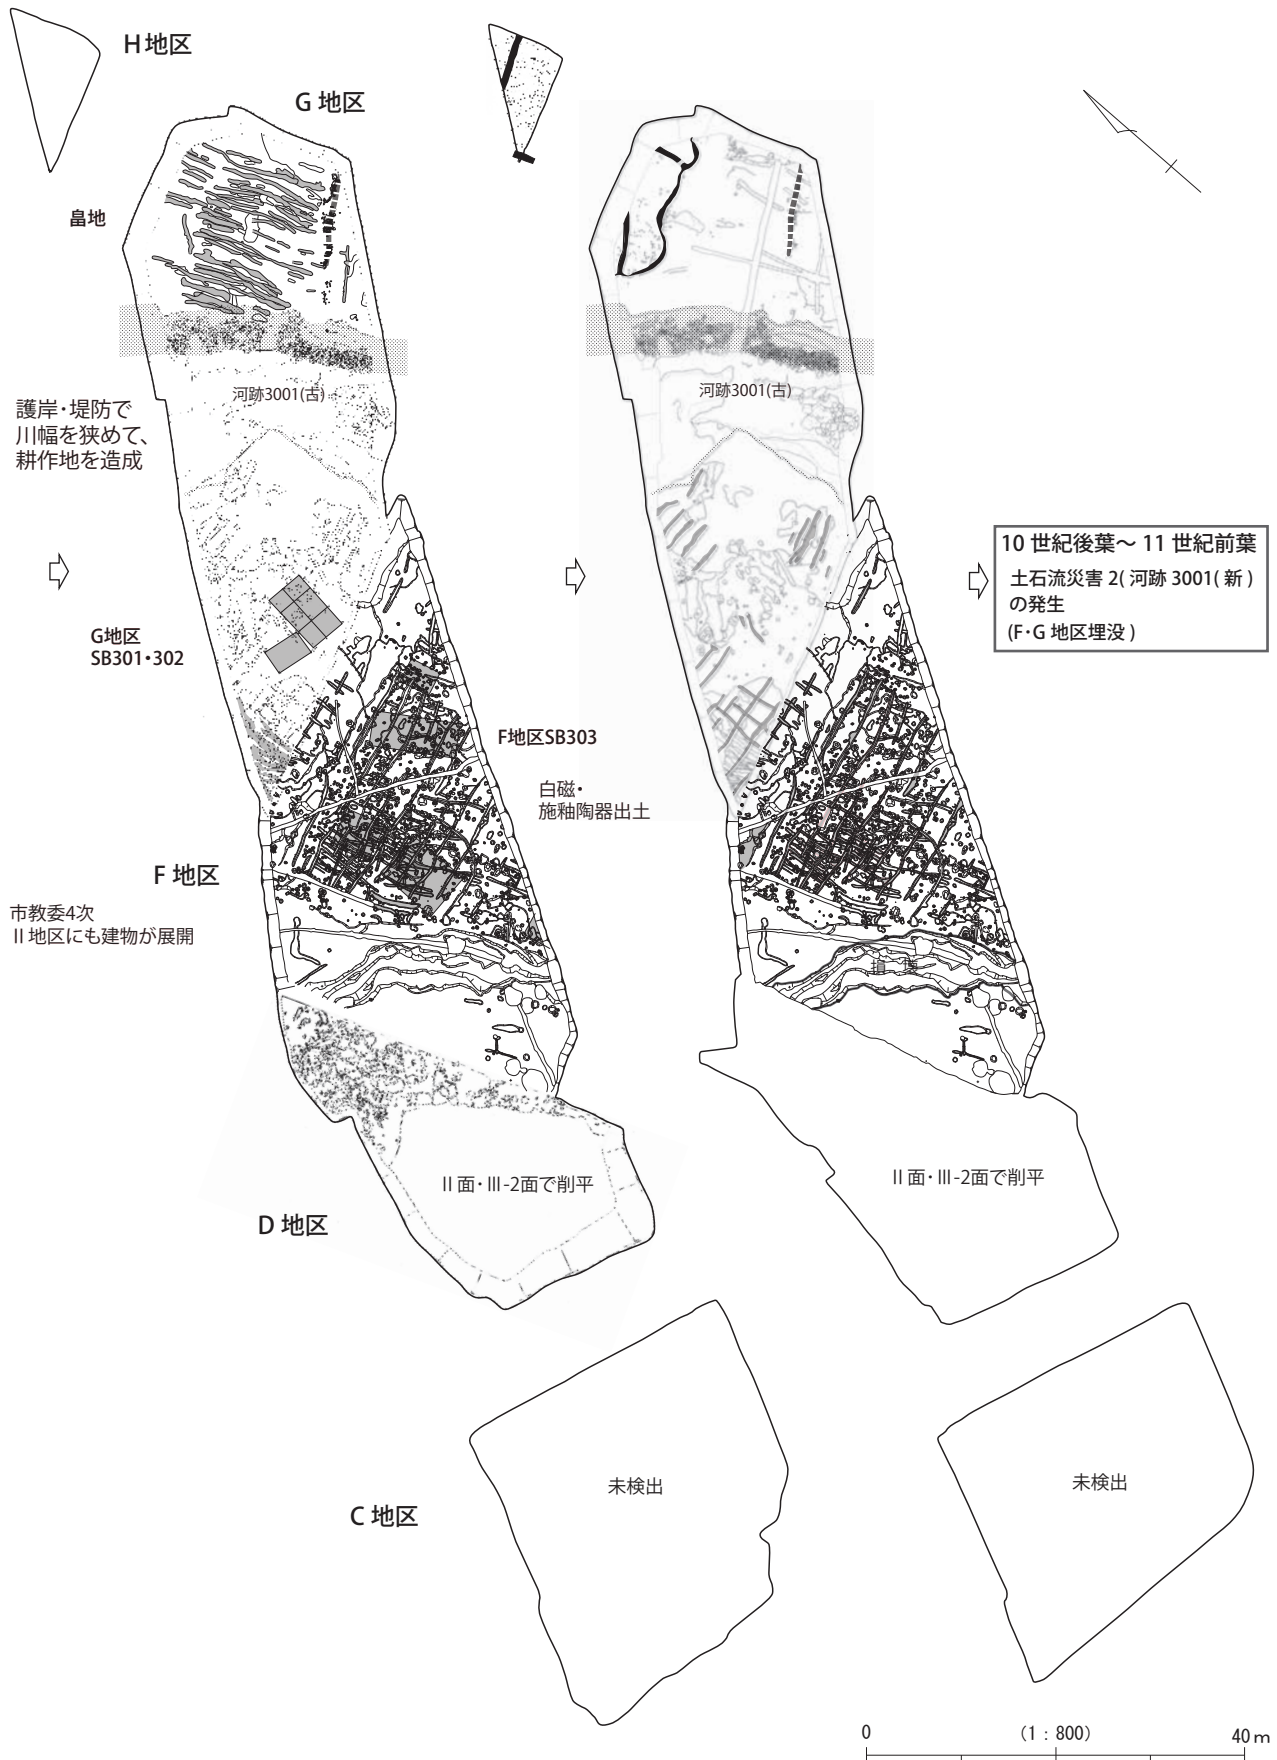 H地区
G 地区
畠地
河跡3001(古)
河跡3001(古)
護岸・堤防で
川幅を狭めて、
耕作地を造成
10 世紀後葉～ 11 世紀前葉
土石流災害 2( 河跡 3001( 新 )
の発生
(F・G 地区埋没 )
G地区
SB301・302
F地区SB303
白磁・
施釉陶器出土
F 地区
市教委4次
Ⅱ地区にも建物が展開
Ⅱ面・Ⅲ-2面で削平
Ⅱ面・Ⅲ-2面で削平
D 地区
未検出
未検出
C 地区
0 （1：800） 40 m